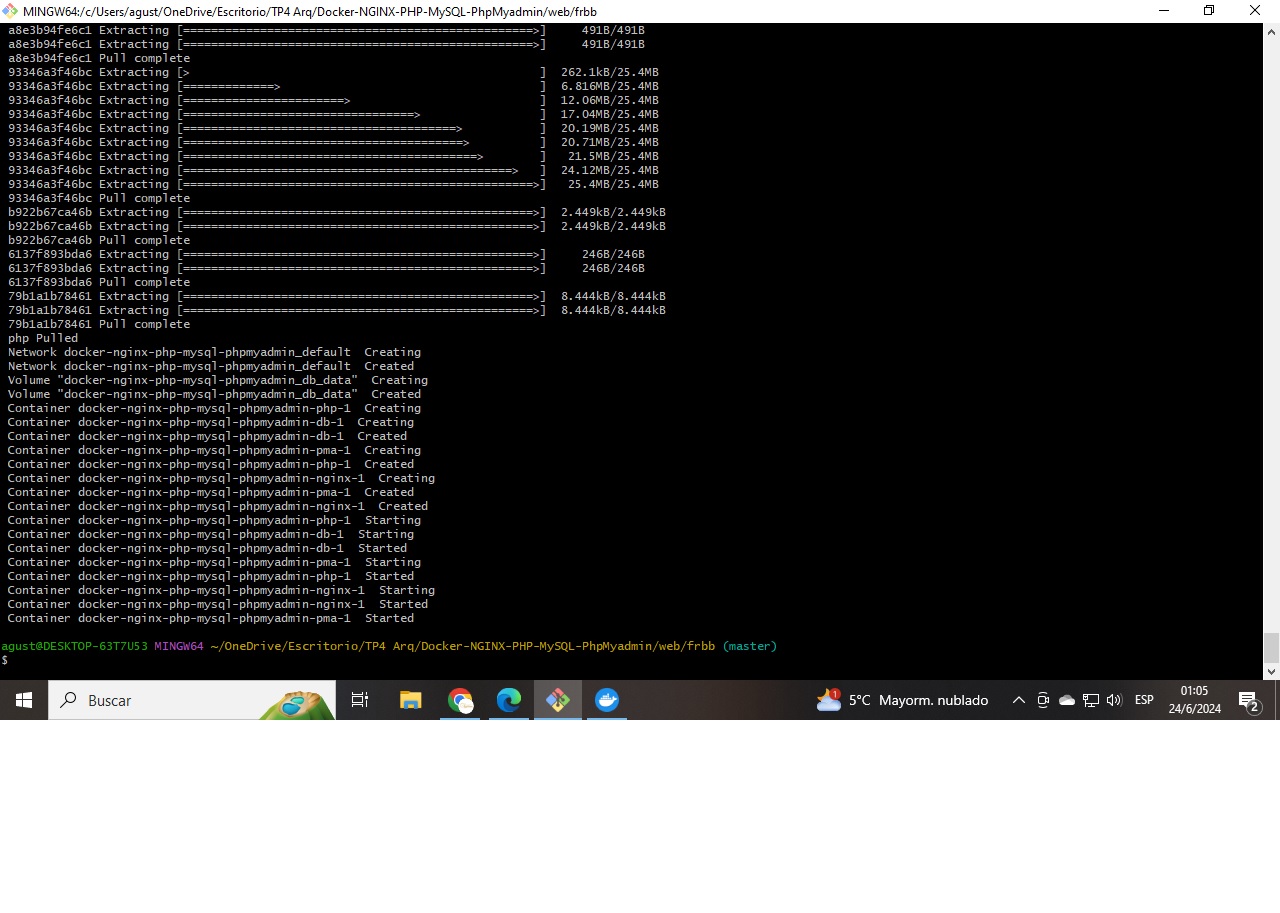 MINGW64:/c/Users/agust/OneDrive/Escritorio/TP4 Arq/Docker-NGINX-PHP-MySQL-PhpMyadmin/web/frbb
a8e3b94fe6c1 Extracting [==================================================>]     491B/491B
a8e3b94fe6c1 Extracting [==================================================>]     491B/491B
a8e3b94fe6c1 Pull complete
93346a3f46bc Extracting [>                                                  ]  262.1kB/25.4MB
93346a3f46bc Extracting [=============>                                     ]  6.816MB/25.4MB
93346a3f46bc Extracting [=======================>                           ]  12.06MB/25.4MB
93346a3f46bc Extracting [=================================>                 ]  17.04MB/25.4MB
93346a3f46bc Extracting [=======================================>           ]  20.19MB/25.4MB
93346a3f46bc Extracting [========================================>          ]  20.71MB/25.4MB
93346a3f46bc Extracting [==========================================>        ]   21.5MB/25.4MB
93346a3f46bc Extracting [===============================================>   ]  24.12MB/25.4MB
93346a3f46bc Extracting [==================================================>]   25.4MB/25.4MB
93346a3f46bc Pull complete
b922b67ca46b Extracting [==================================================>]  2.449kB/2.449kB
b922b67ca46b Extracting [==================================================>]  2.449kB/2.449kB
b922b67ca46b Pull complete
6137f893bda6 Extracting [==================================================>]     246B/246B
6137f893bda6 Extracting [==================================================>]     246B/246B
6137f893bda6 Pull complete
79b1a1b78461 Extracting [==================================================>]  8.444kB/8.444kB
79b1a1b78461 Extracting [==================================================>]  8.444kB/8.444kB
79b1a1b78461 Pull complete
php Pulled
Network docker-nginx-php-mysql-phpmyadmin_default  Creating
Network docker-nginx-php-mysql-phpmyadmin_default  Created
Volume "docker-nginx-php-mysql-phpmyadmin_db_data"  Creating
Volume "docker-nginx-php-mysql-phpmyadmin_db_data"  Created
Container docker-nginx-php-mysql-phpmyadmin-php-1  Creating
Container docker-nginx-php-mysql-phpmyadmin-db-1  Creating
Container docker-nginx-php-mysql-phpmyadmin-db-1  Created
Container docker-nginx-php-mysql-phpmyadmin-pma-1  Creating
Container docker-nginx-php-mysql-phpmyadmin-php-1  Created
Container docker-nginx-php-mysql-phpmyadmin-nginx-1  Creating
Container docker-nginx-php-mysql-phpmyadmin-pma-1  Created
Container docker-nginx-php-mysql-phpmyadmin-nginx-1  Created
Container docker-nginx-php-mysql-phpmyadmin-php-1  Starting
Container docker-nginx-php-mysql-phpmyadmin-db-1  Starting
Container docker-nginx-php-mysql-phpmyadmin-db-1  Started
Container docker-nginx-php-mysql-phpmyadmin-pma-1  Starting
Container docker-nginx-php-mysql-phpmyadmin-php-1  Started
Container docker-nginx-php-mysql-phpmyadmin-nginx-1  Starting
Container docker-nginx-php-mysql-phpmyadmin-nginx-1  Started
Container docker-nginx-php-mysql-phpmyadmin-pma-1  Started
agust@DESKTOP-63T7U53 MINGW64 ~/OneDrive/Escritorio/TP4 Arq/Docker-NGINX-PHP-MySQL-PhpMyadmin/web/frbb (master)
$
Buscar
1
5°C Mayorm. nublado
ESP
01:05
24/6/2024
2